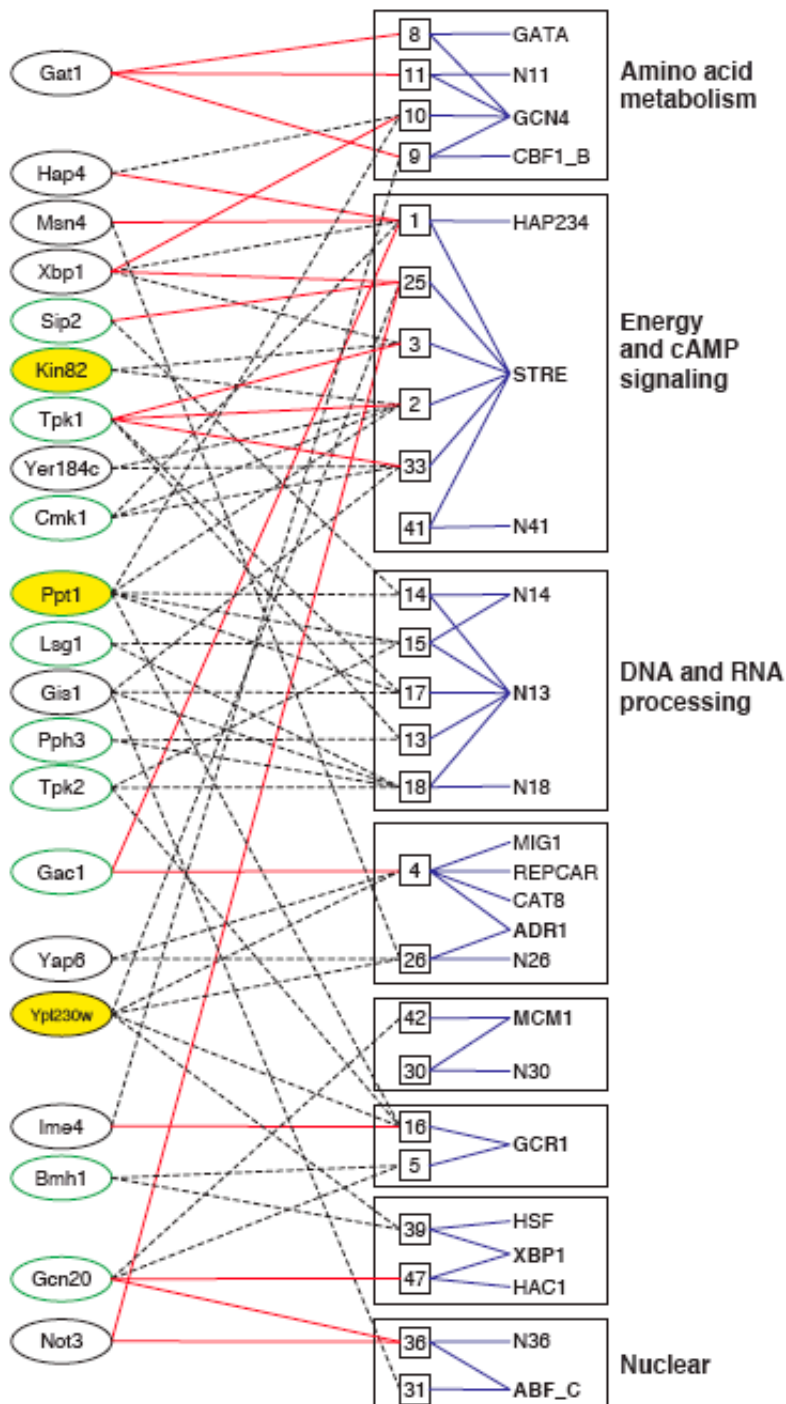 Gat1
Hap4
Msn4
Xbp1
Sip2
Kin82
Tpk1
Yer184c
Cmk1
Ppt1
Lsg1
Gis1
Pph3
Tpk2
Gac1
Yap6
Ypl230w
Ime4
Bmh1
Gcn20
Not3
8 GATA
11 N11
10 GCN4
9 CBF1_B
Amino acid
metabolism
1 HAP234
25
3 STRE
2
33
41 N41
Energy
and cAMP
signaling
14 N14
15
17 N13
13
18 N18
DNA and RNA
processing
MIG1
4 REPCAR
CAT8
ADR1
26 N26
42 MCM1
30 N30
16
GCR1
5
39 HSF
XBP1
47 HAC1
36 N36
31 ABF_C
Nuclear